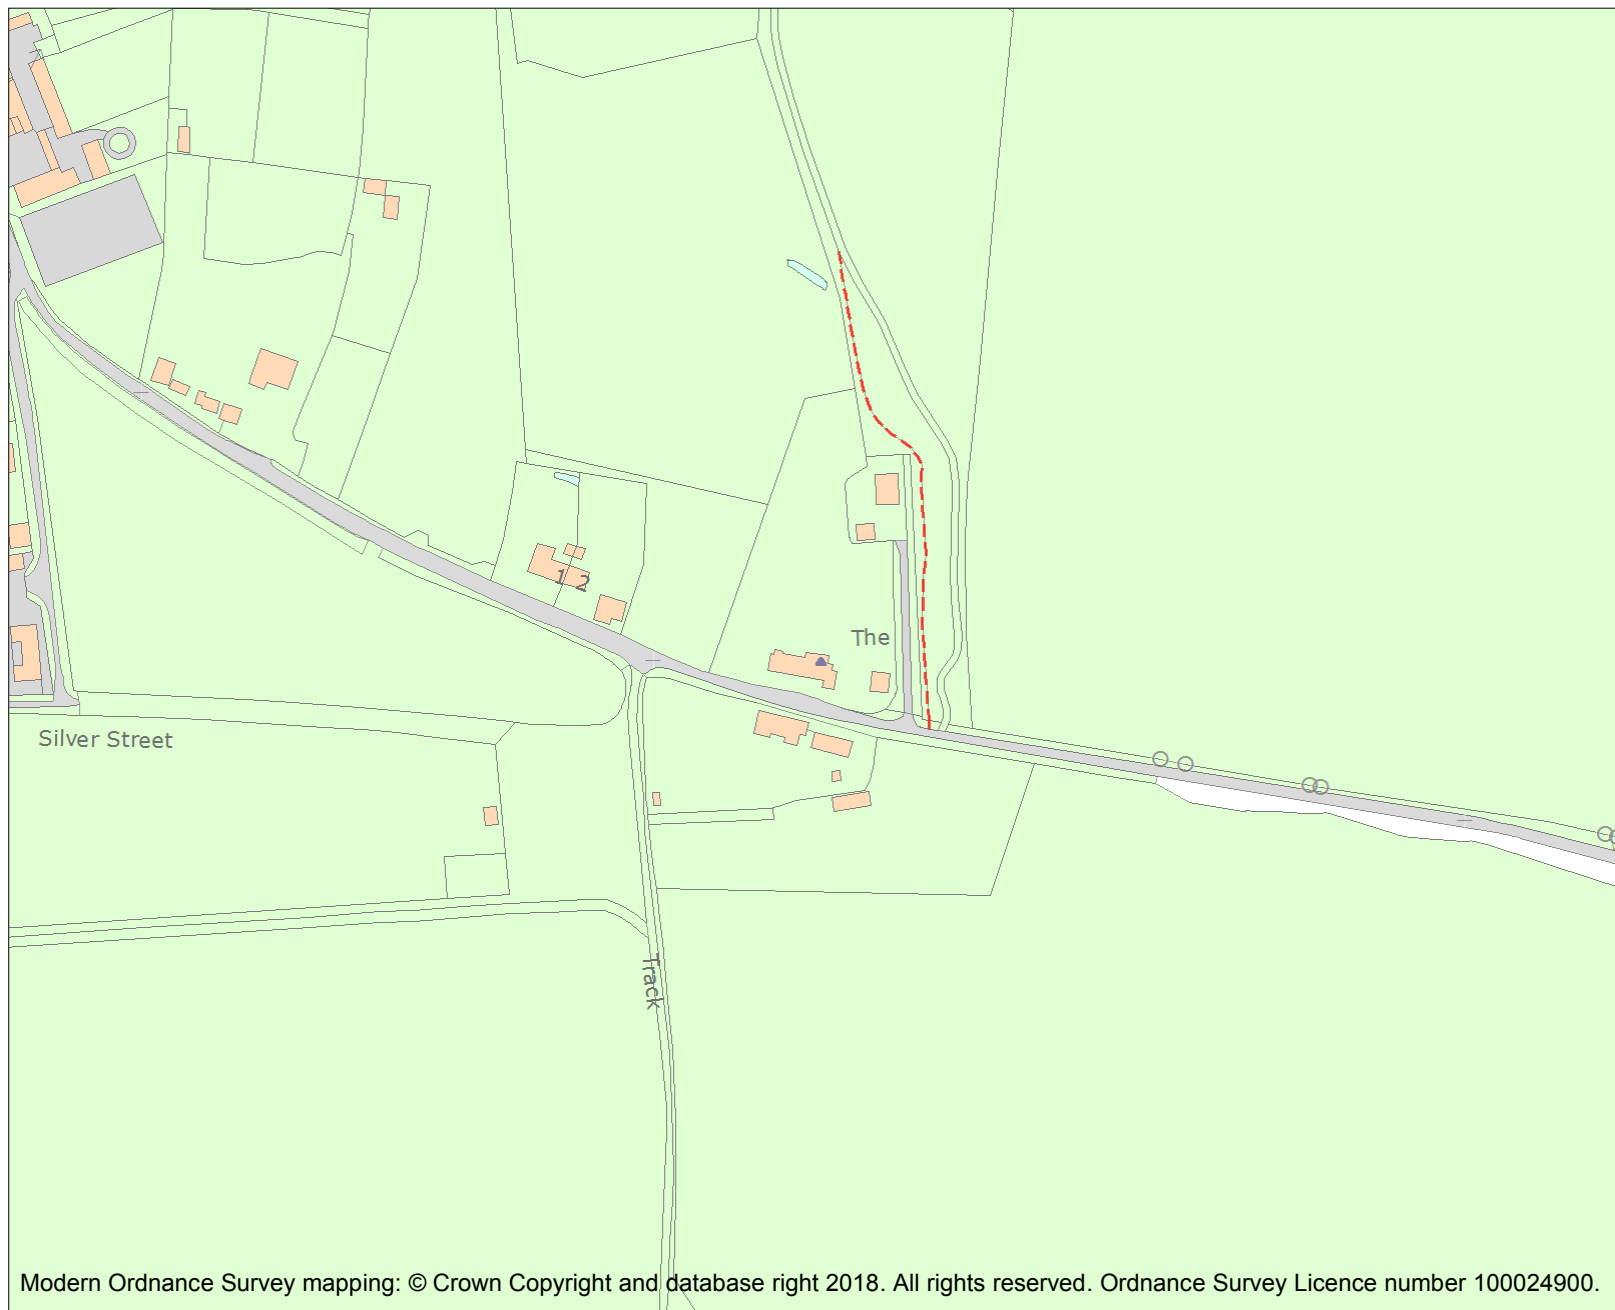 1 2
The
Silver Street
Track
Modern Ordnance Survey mapping: © Crown Copyright and database right 2018. All rights reserved. Ordnance Survey Licence number 100024900.